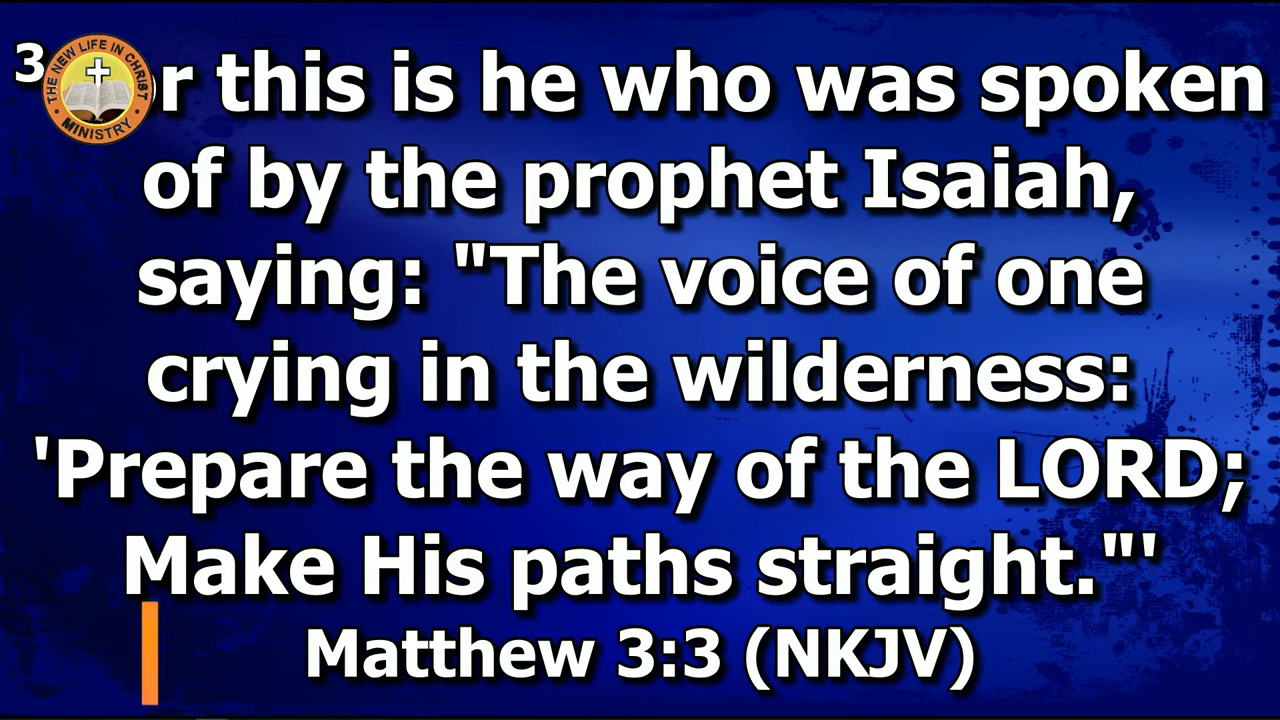 3 r this is he who was spoken
of by the prophet Isaiah,
saying: "The voice of one
crying in the wilderness:
'Prepare the way of the LORD;
Make His paths straight."'
Matthew 3:3 (NKJV)
THE NEW LIFE IN CHRIST
MINISTRY